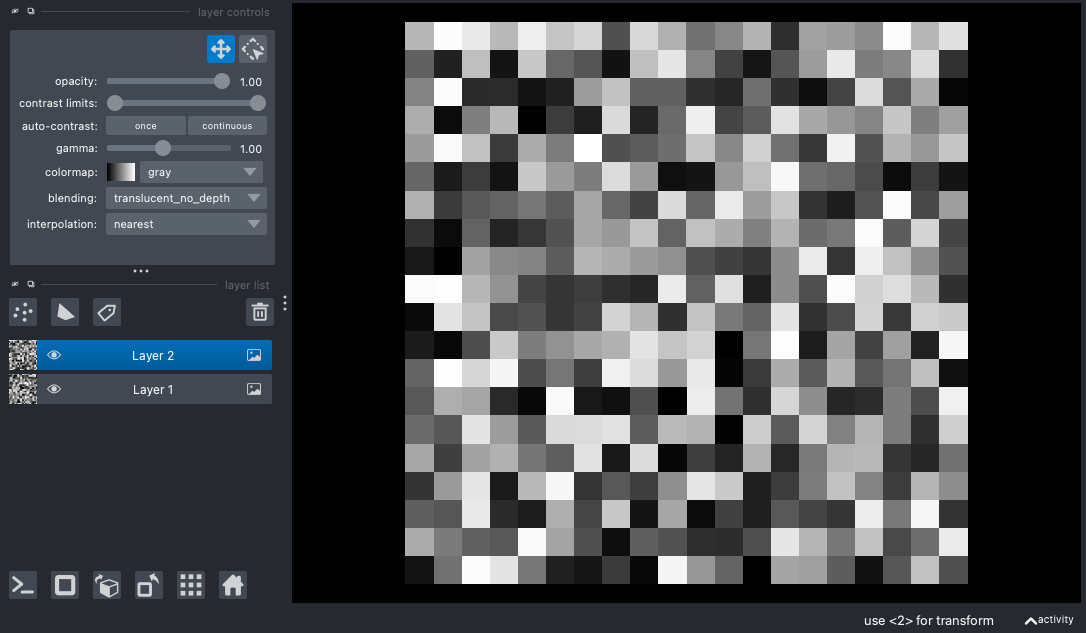 layer controls
opacity: 1.00
contrast limits:
auto-contrast: once continuous
gamma: 1.00
colormap: gray
blending: translucent_no_depth
interpolation: nearest
layer list
Layer 2
Layer 1
use <2> for transform activity